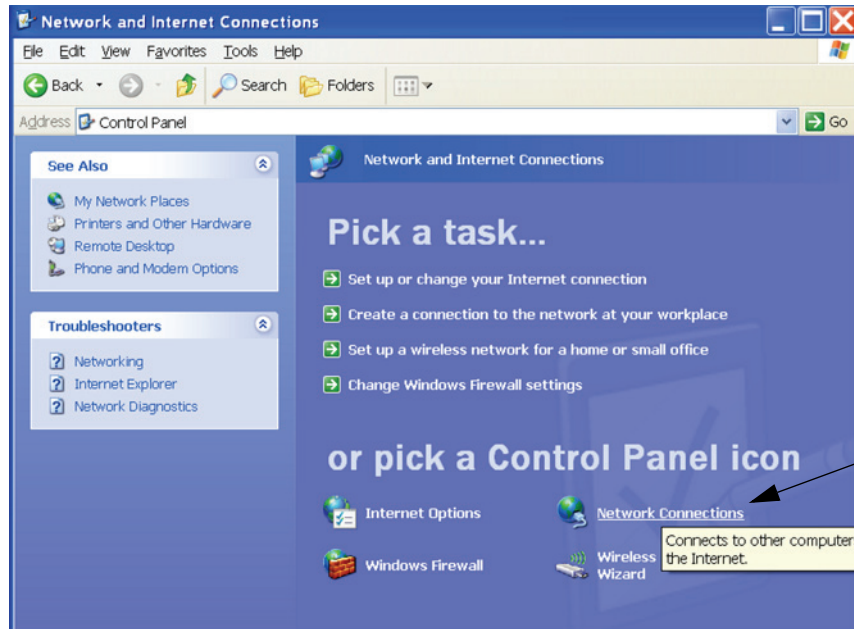 Network and Internet Connections
File Edit View Favorites Tools Help
Back Search Folders
Address Control Panel Go
See Also
My Network Places
Printers and Other Hardware
Remote Desktop
Phone and Modem Options
Troubleshooters
Networking
Internet Explorer
Network Diagnostics
Network and Internet Connections
Pick a task...
Set up or change your Internet connection
Create a connection to the network at your workplace
Set up a wireless network for a home or small office
Change Windows Firewall settings
or pick a Control Panel icon
Internet Options
Network Connections
Connects to other computer
the Internet.
Windows Firewall
Wireless
Wizard